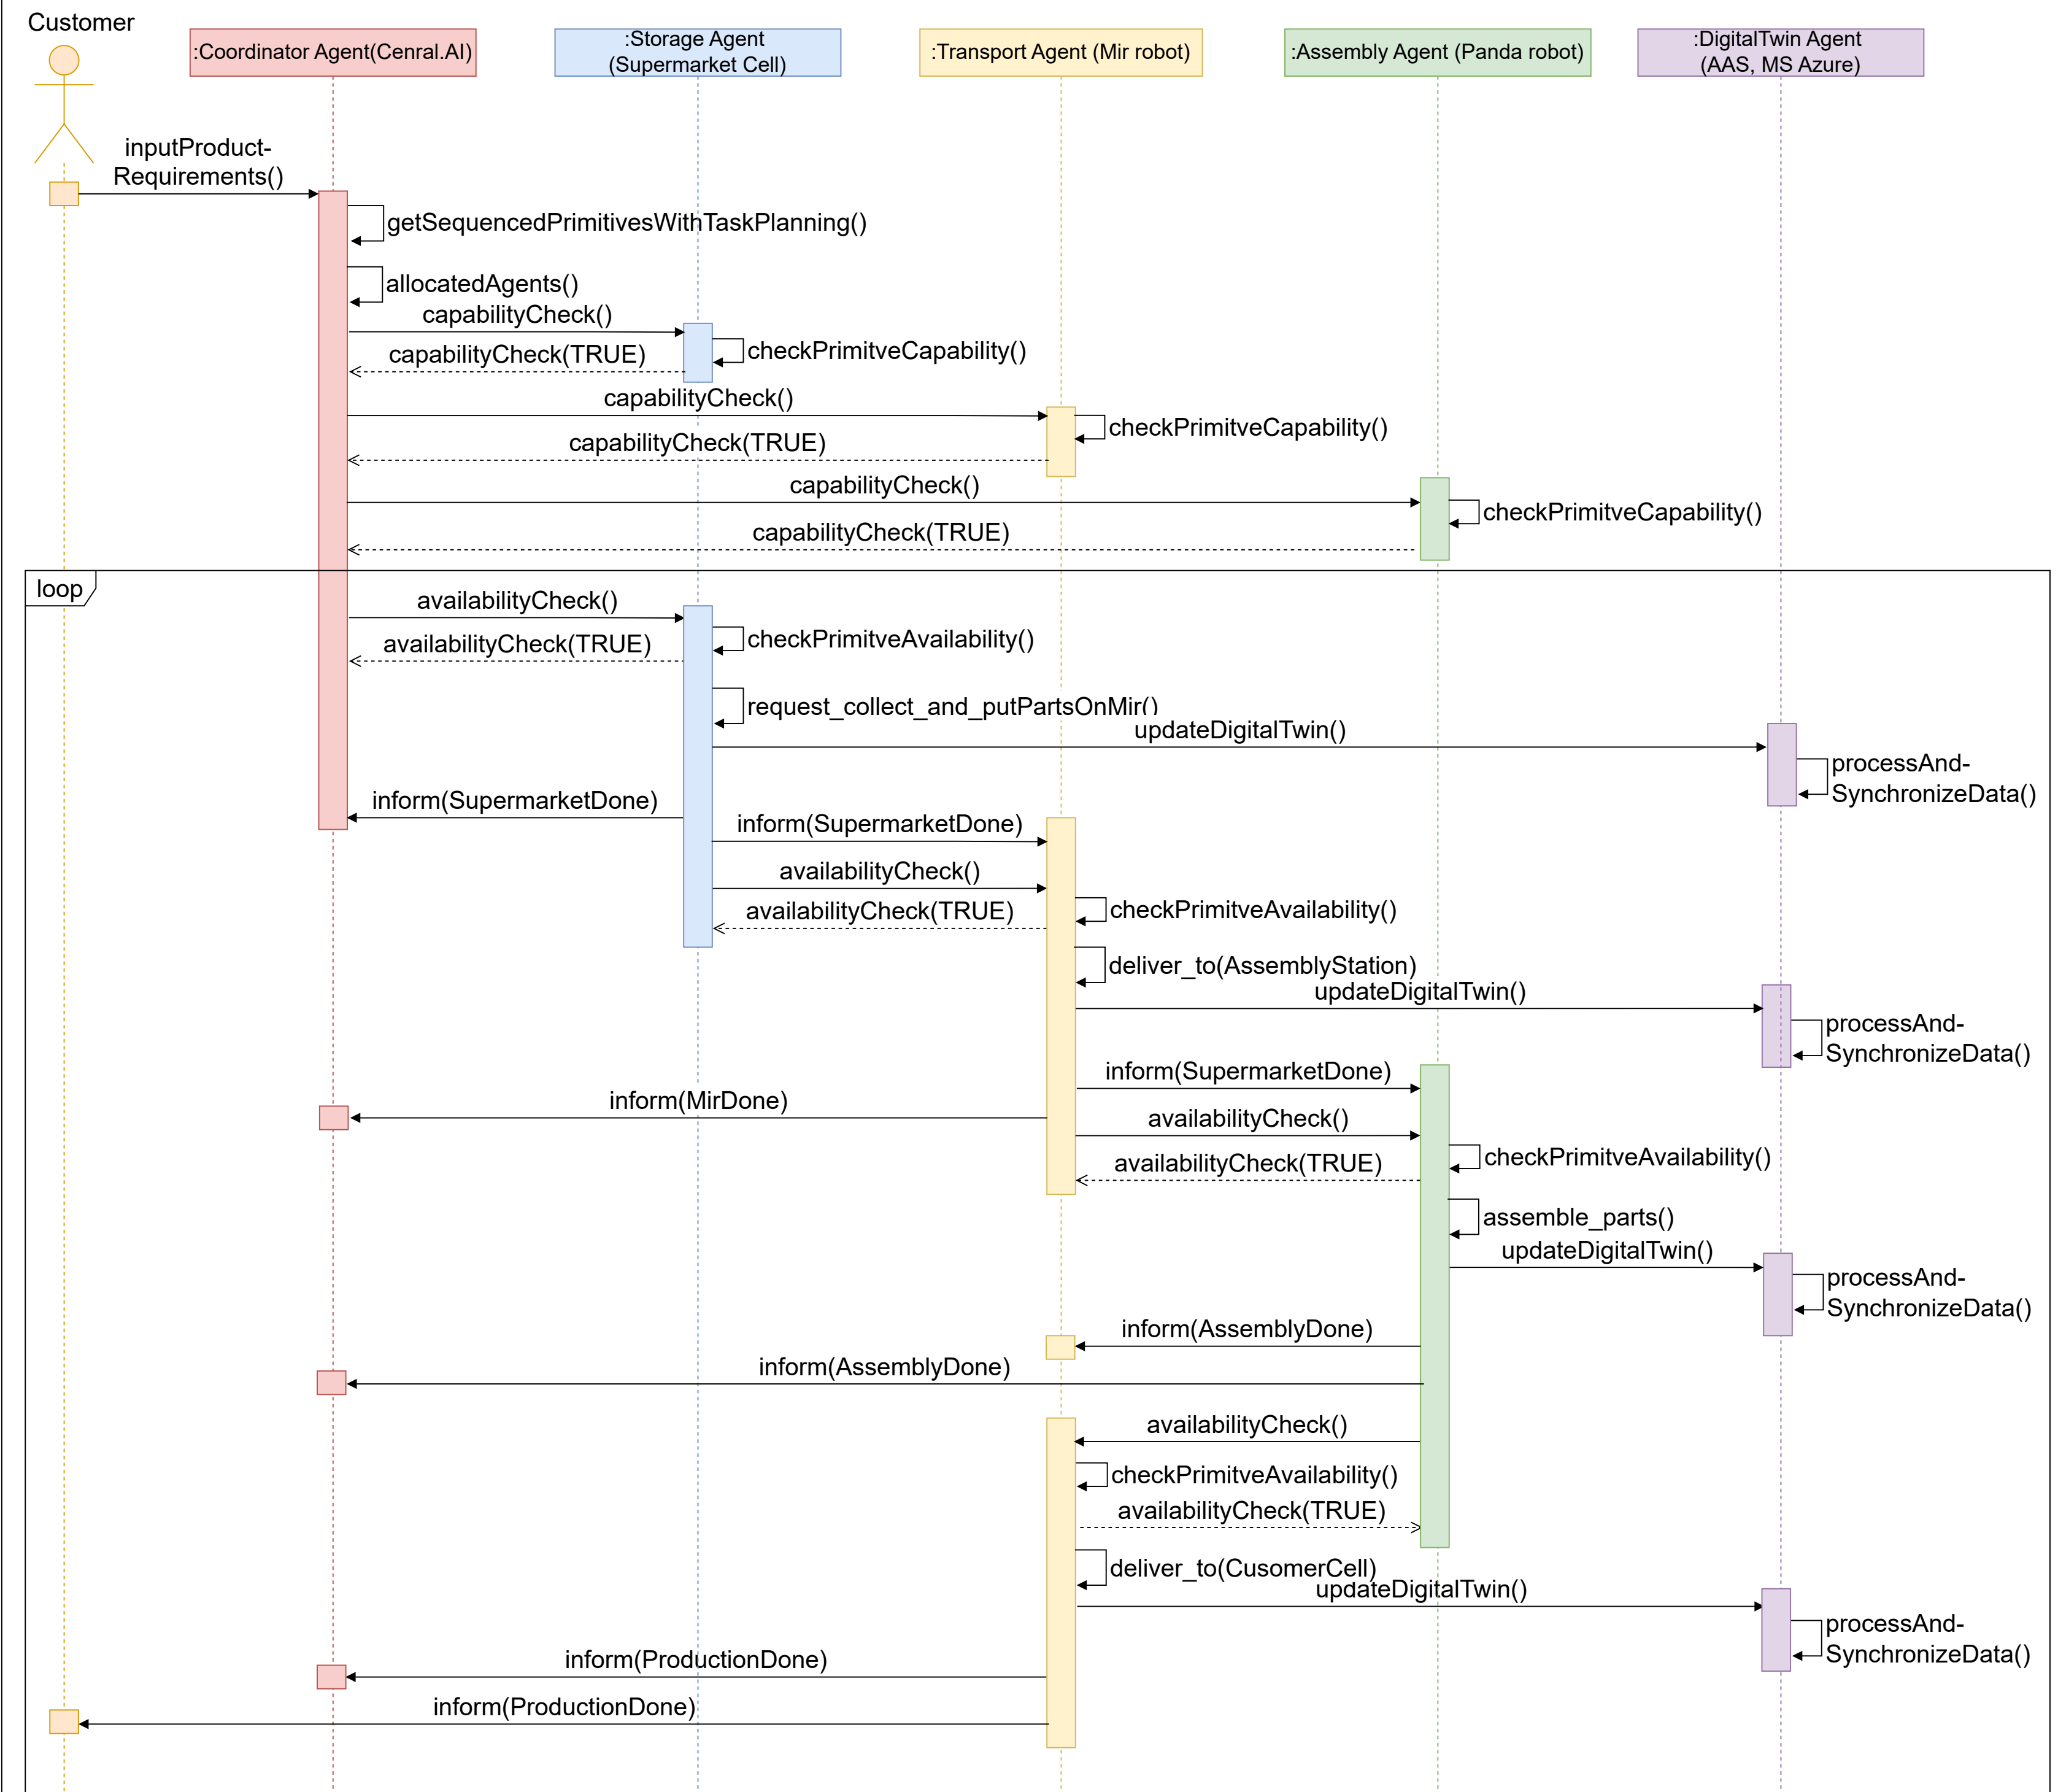 Customer
:Coordinator Agent(Cenral.AI)
:Storage Agent
(Supermarket Cell)
:Transport Agent (Mir robot)
:Assembly Agent (Panda robot)
:DigitalTwin Agent
(AAS, MS Azure)
inputProduct-
Requirements()
getSequencedPrimitivesWithTaskPlanning()
allocatedAgents()
capabilityCheck()
checkPrimitveCapability()
capabilityCheck(TRUE)
capabilityCheck()
checkPrimitveCapability()
capabilityCheck(TRUE)
capabilityCheck()
checkPrimitveCapability()
capabilityCheck(TRUE)
loop
availabilityCheck()
checkPrimitveAvailability()
availabilityCheck(TRUE)
request_collect_and_putPartsOnMir()
updateDigitalTwin()
processAnd-
SynchronizeData()
inform(SupermarketDone)
inform(SupermarketDone)
availabilityCheck()
checkPrimitveAvailability()
availabilityCheck(TRUE)
deliver_to(AssemblyStation)
updateDigitalTwin()
processAnd-
SynchronizeData()
inform(SupermarketDone)
inform(MirDone)
availabilityCheck()
checkPrimitveAvailability()
availabilityCheck(TRUE)
assemble_parts()
updateDigitalTwin()
processAnd-
SynchronizeData()
inform(AssemblyDone)
inform(AssemblyDone)
availabilityCheck()
checkPrimitveAvailability()
availabilityCheck(TRUE)
deliver_to(CusomerCell)
updateDigitalTwin()
processAnd-
SynchronizeData()
inform(ProductionDone)
inform(ProductionDone)